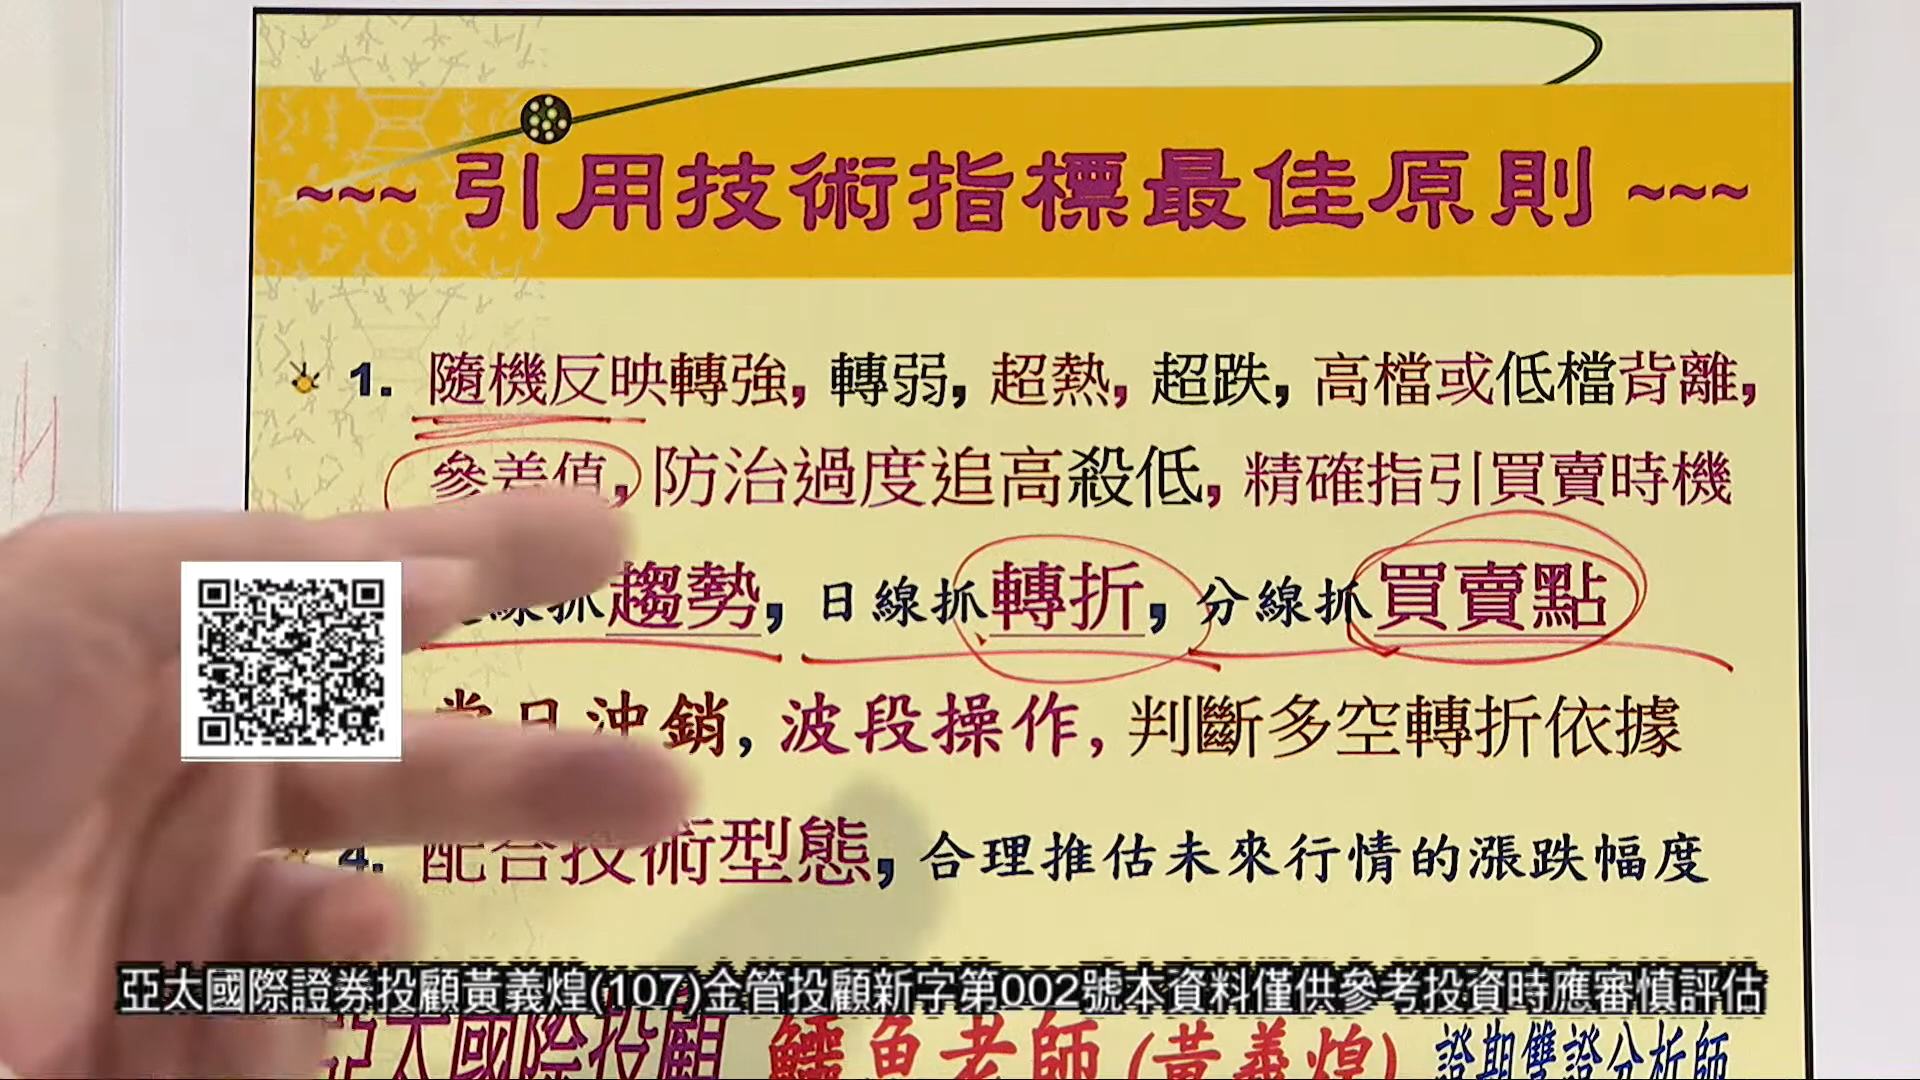 ~~~ 引用技術指標最佳原則 ~~~
1. 隨機反映轉強, 轉弱, 超熱, 超跌, 高檔或低檔背離,
參差值, 防治過度追高殺低, 精確指引買賣時機
線抓趨勢, 日線抓轉折, 分線抓買賣點
當日沖銷, 波段操作, 判斷多空轉折依據
4. 配合技術型態, 合理推估未來行情的漲跌幅度
亞太國際證券投顧黃義煌(107)金管投顧新字第002號本資料僅供參考投資時應審慎評估
亞太國際投顧 鱷魚老師 (黃義煌) 證期雙證分析師